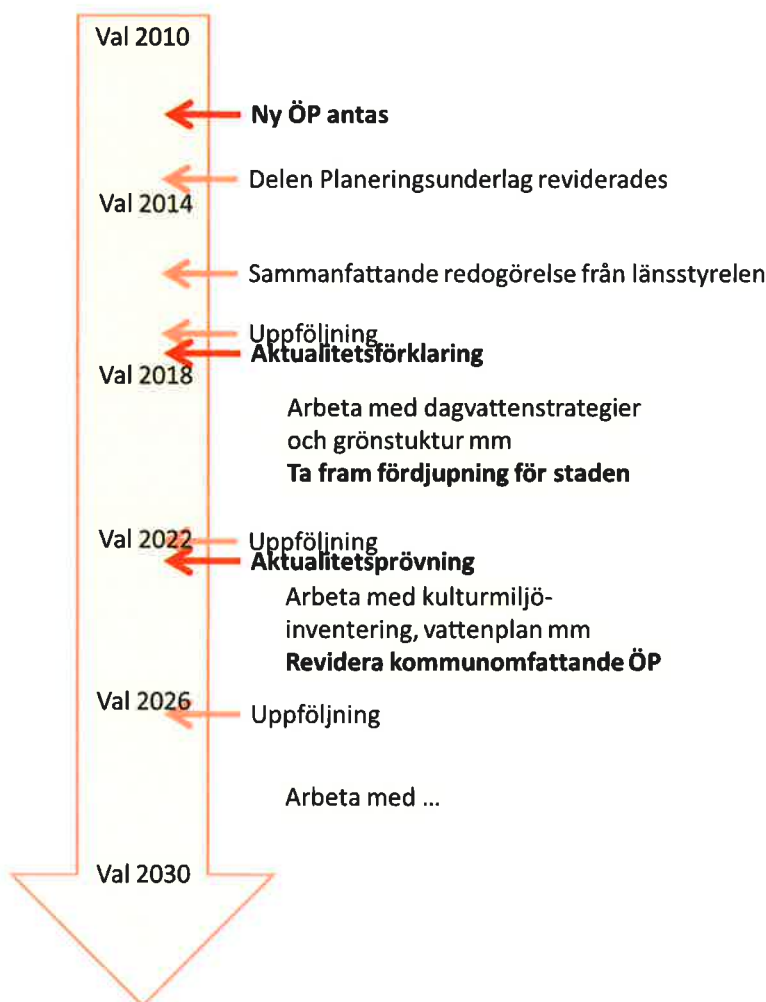 Val 2010
Ny ÖP antas
Delen Planeringsunderlag reviderades
Val 2014
Sammanfattande redogörelse från länsstyrelen
Uppföljning
Aktualitetsförklaring
Val 2018
Arbeta med dagvattenstrategier
och grönstuktur mm
Ta fram fördjupning för staden
Val 2022
Uppföljning
Aktualitetsprövning
Arbeta med kulturmiljö-
inventering, vattenplan mm
Revidera kommunomfattande ÖP
Val 2026
Uppföljning
Arbeta med ...
Val 2030